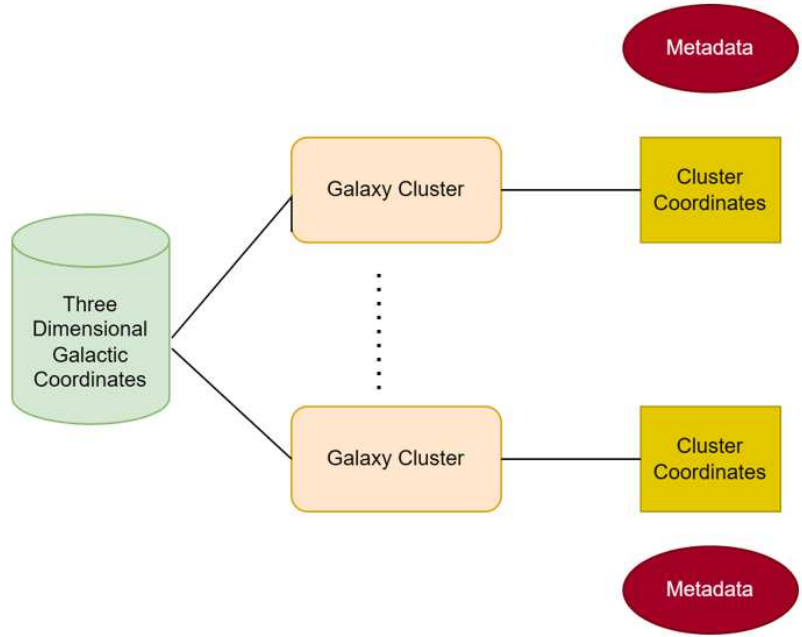 Metadata
Galaxy Cluster
Cluster
Coordinates
Three
Dimensional
Galactic
Coordinates
Galaxy Cluster
Cluster
Coordinates
Metadata